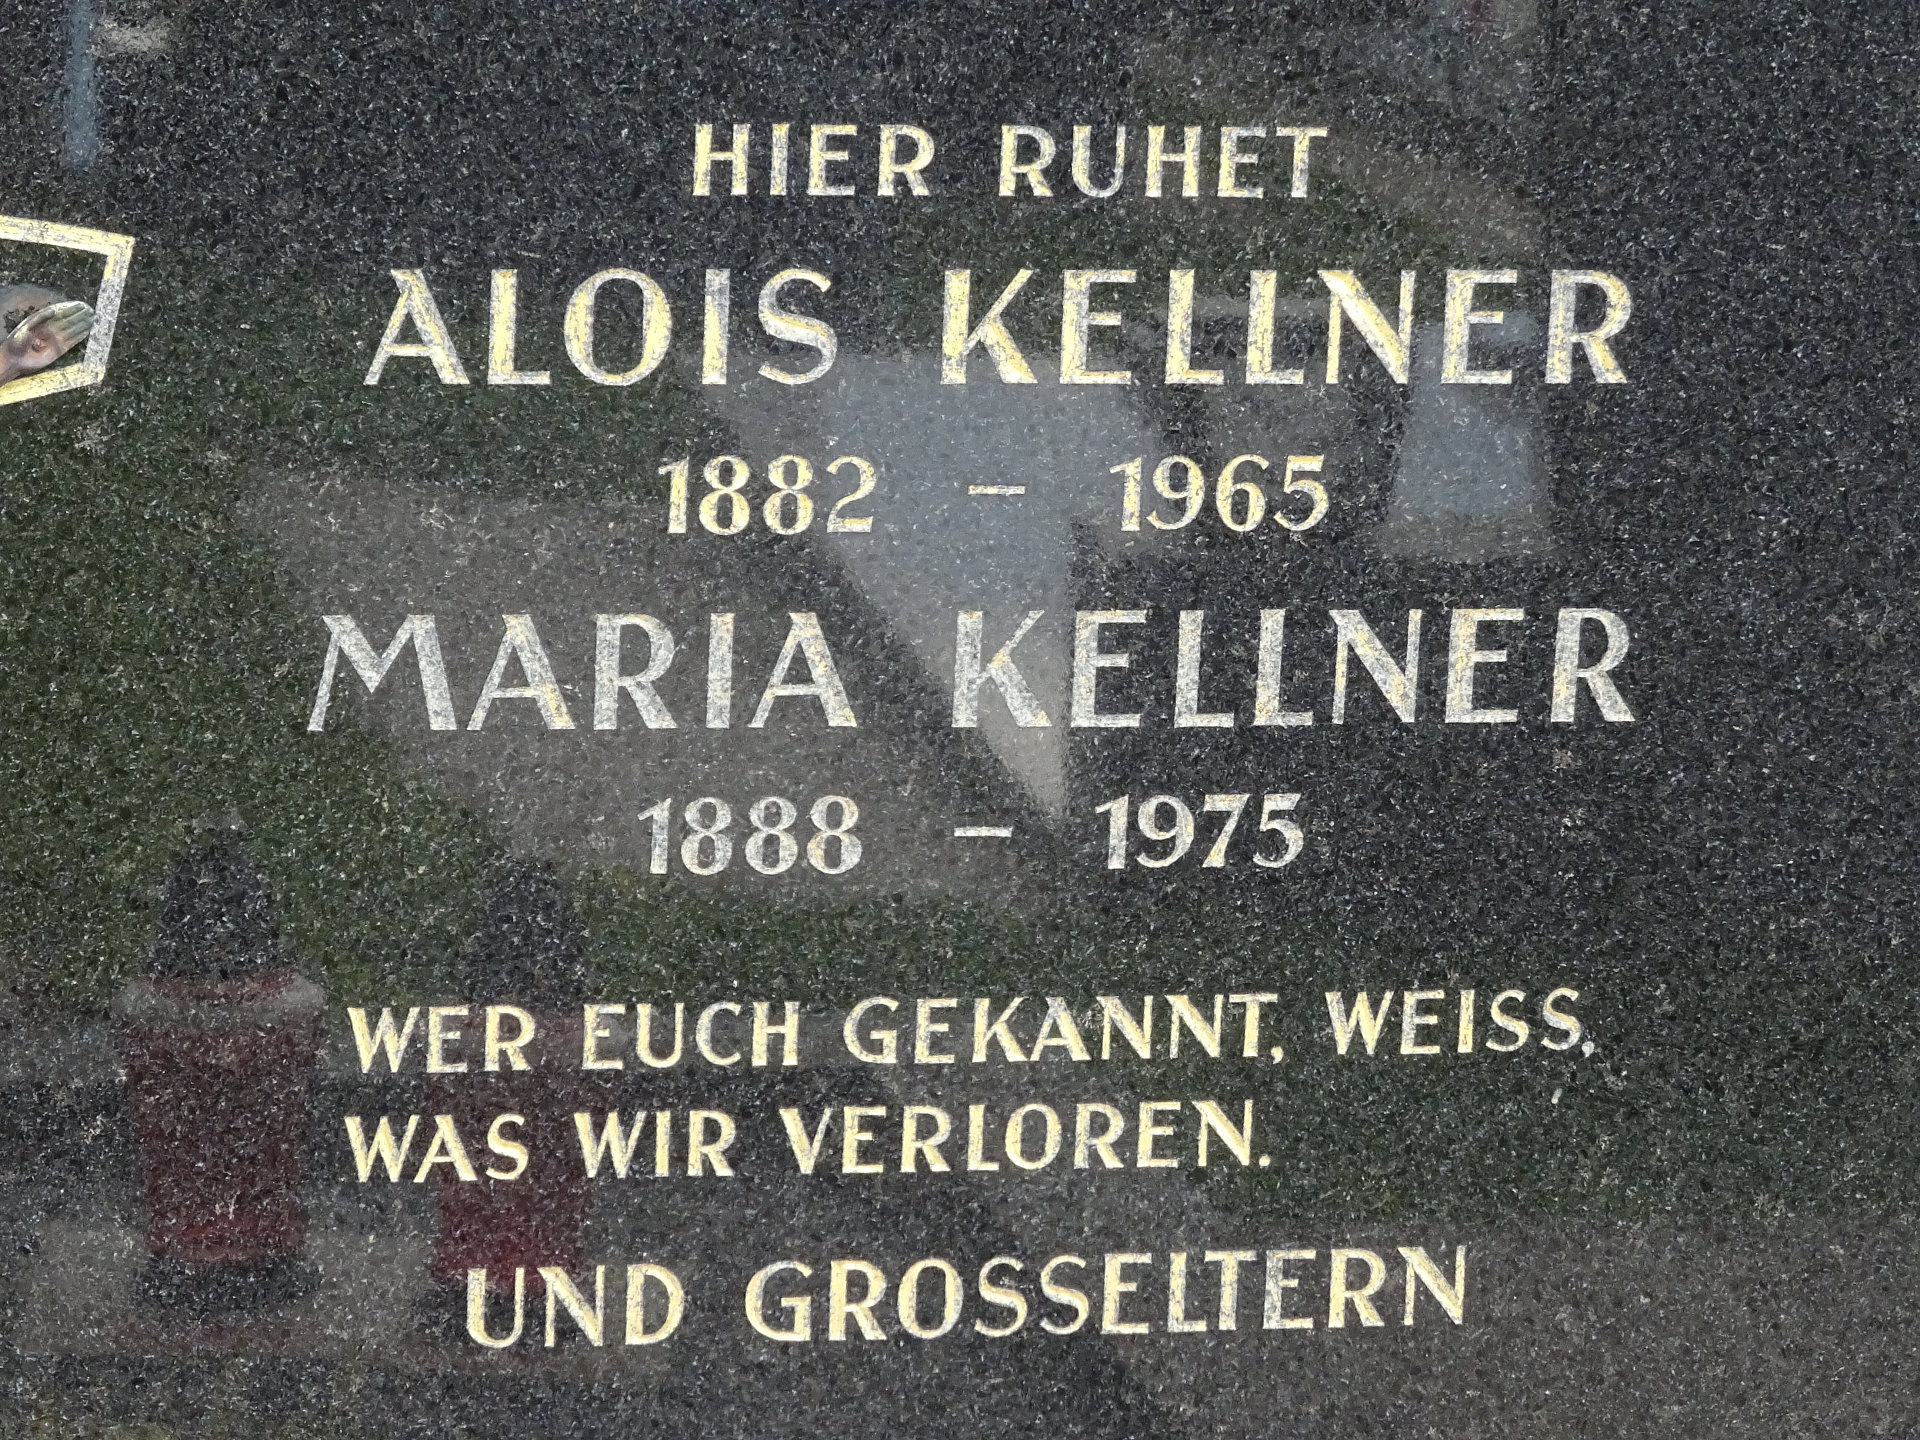 HIER RUHET
ALOIS KELLNER
1882 – 1965
MARIA KELLNER
1888 – 1975
WER EUCH GEKANNT, WEISS,
WAS WIR VERLOREN.
UND GROSSELTERN